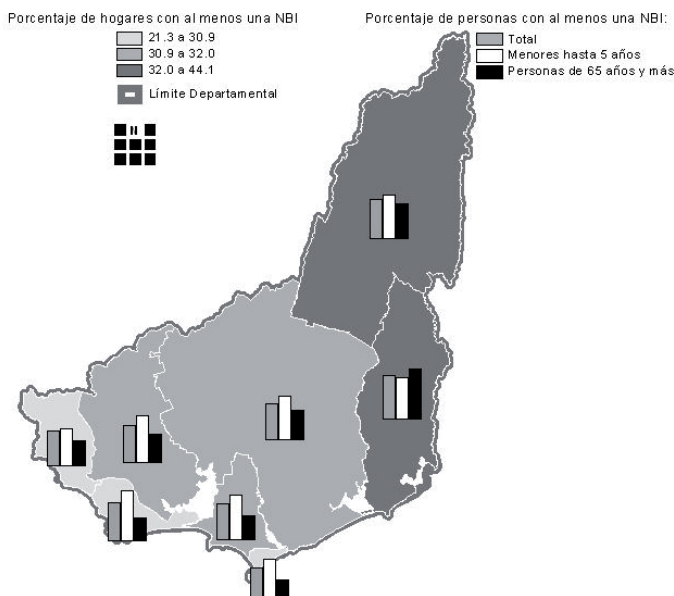 Porcentaje de hogares con al menos una NBI
21.3 a 30.9
30.9 a 32.0
32.0 a 44.1
Límite Departamental
N
Porcentaje de personas con al menos una NBI:
Total
Menores hasta 5 años
Personas de 65 años y más